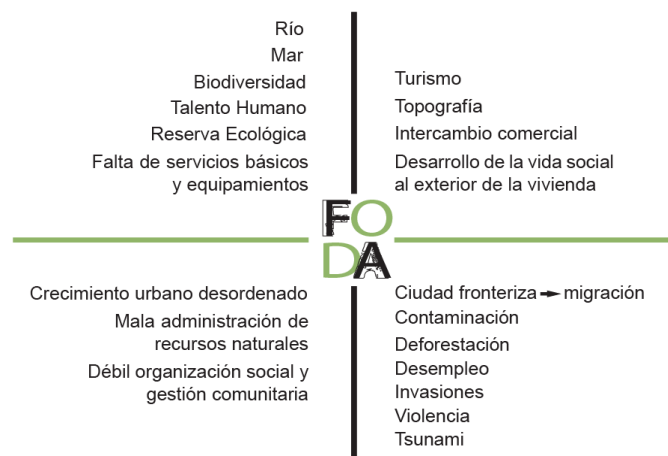 Río
Mar
Biodiversidad
Talento Humano
Reserva Ecológica
Falta de servicios básicos
y equipamientos
Turismo
Topografía
Intercambio comercial
Desarrollo de la vida social
al exterior de la vivienda
FO
DA
Crecimiento urbano desordenado
Mala administración de
recursos naturales
Débil organización social y
gestión comunitaria
Ciudad fronteriza → migración
Contaminación
Deforestación
Desempleo
Invasiones
Violencia
Tsunami